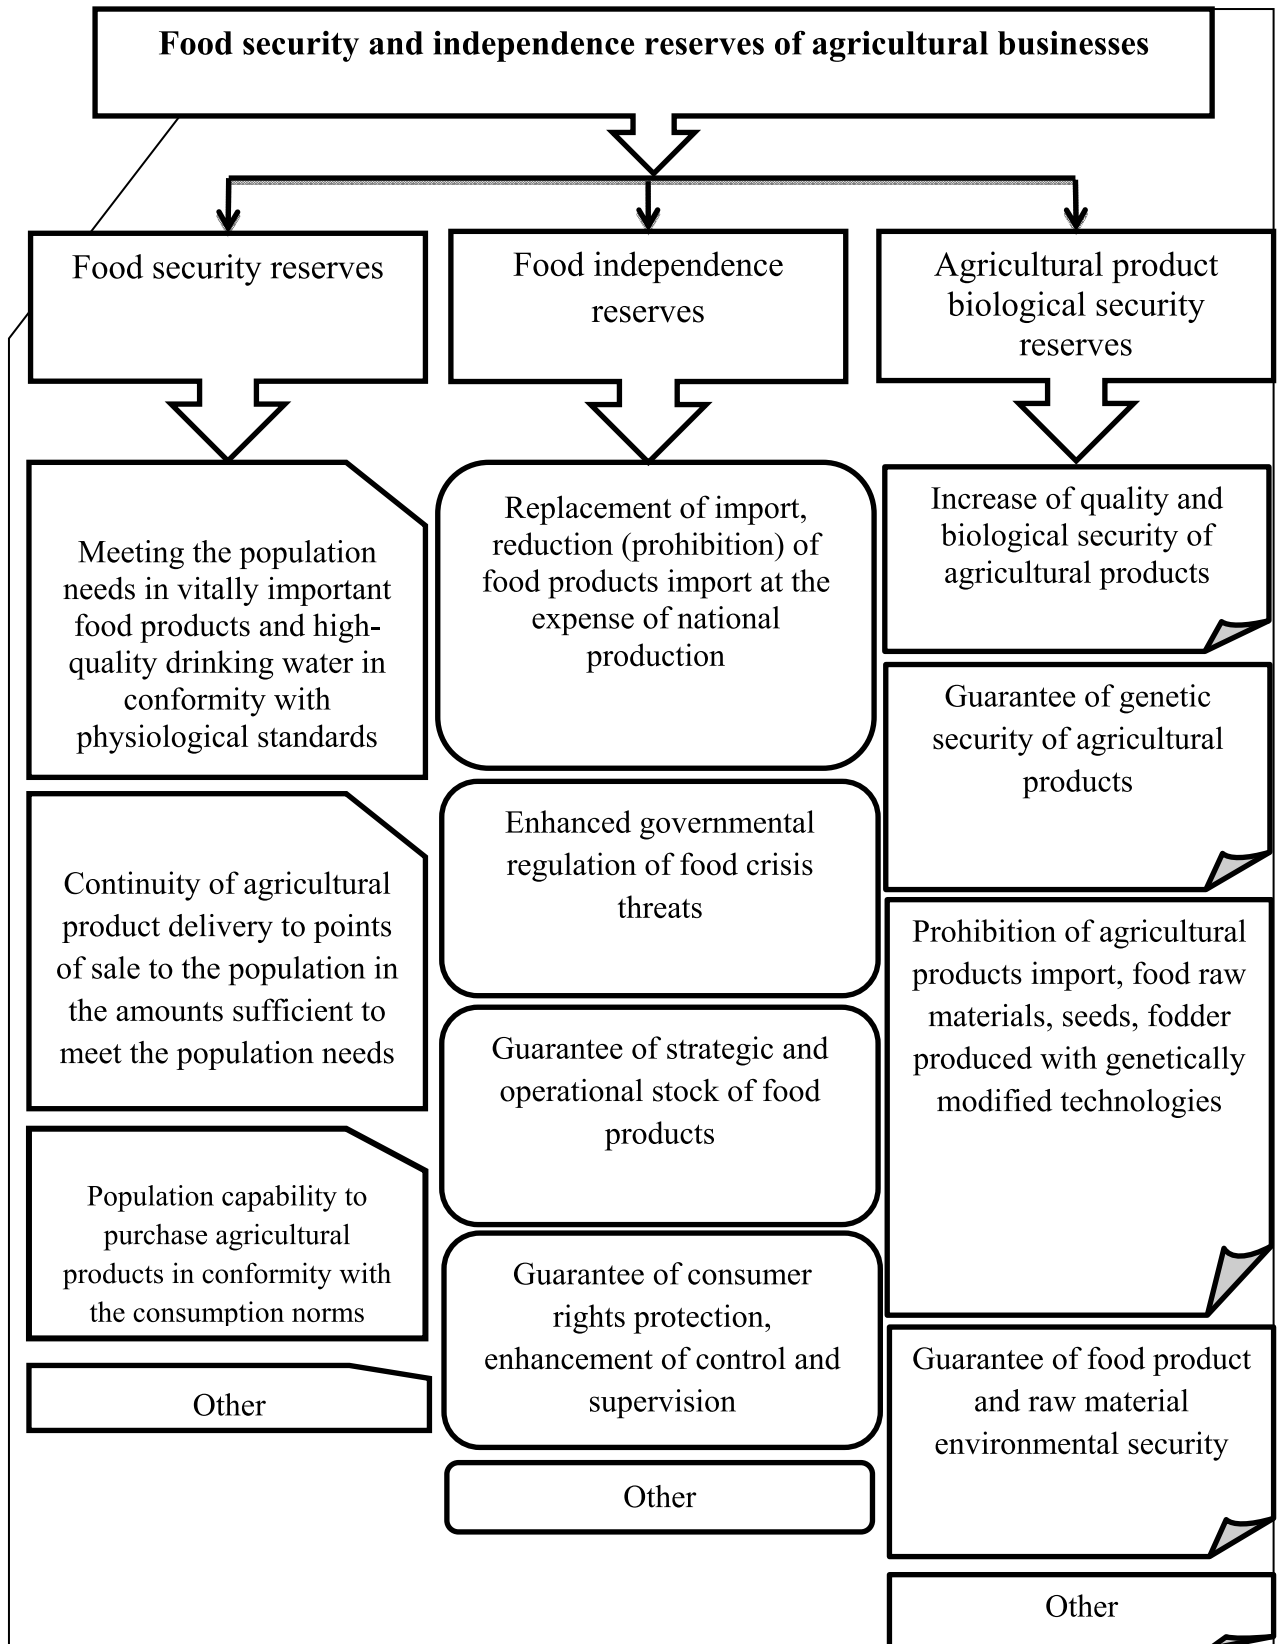 Food security and independence reserves of agricultural businesses
Food security reserves
Food independence
reserves
Agricultural product
biological security
reserves
Meeting the population
needs in vitally important
food products and high-
quality drinking water in
conformity with
physiological standards
Continuity of agricultural
product delivery to points
of sale to the population in
the amounts sufficient to
meet the population needs
Population capability to
purchase agricultural
products in conformity with
the consumption norms
Other
Replacement of import,
reduction (prohibition) of
food products import at the
expense of national
production
Enhanced governmental
regulation of food crisis
threats
Guarantee of strategic and
operational stock of food
products
Guarantee of consumer
rights protection,
enhancement of control and
supervision
Other
Increase of quality and
biological security of
agricultural products
Guarantee of genetic
security of agricultural
products
Prohibition of agricultural
products import, food raw
materials, seeds, fodder
produced with genetically
modified technologies
Guarantee of food product
and raw material
environmental security
Other